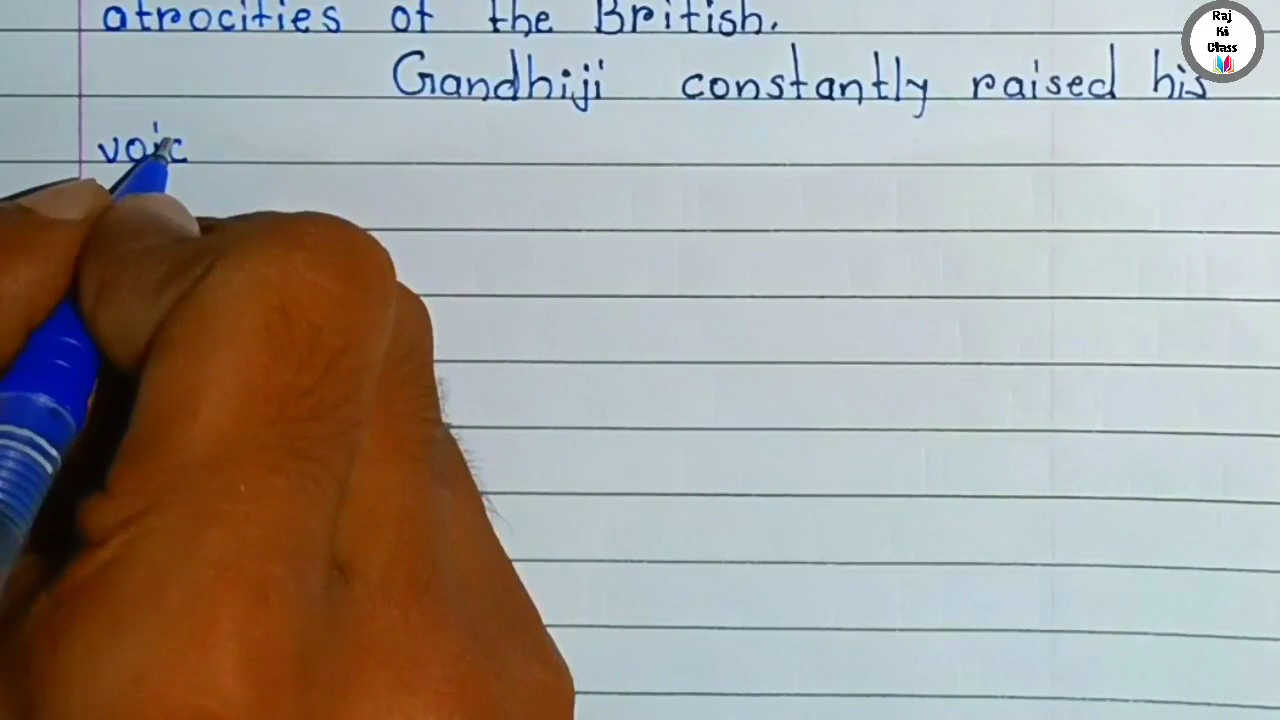 atrocities of the British.
Gandhiji constantly raised his
voic
Raj
Ki
Class